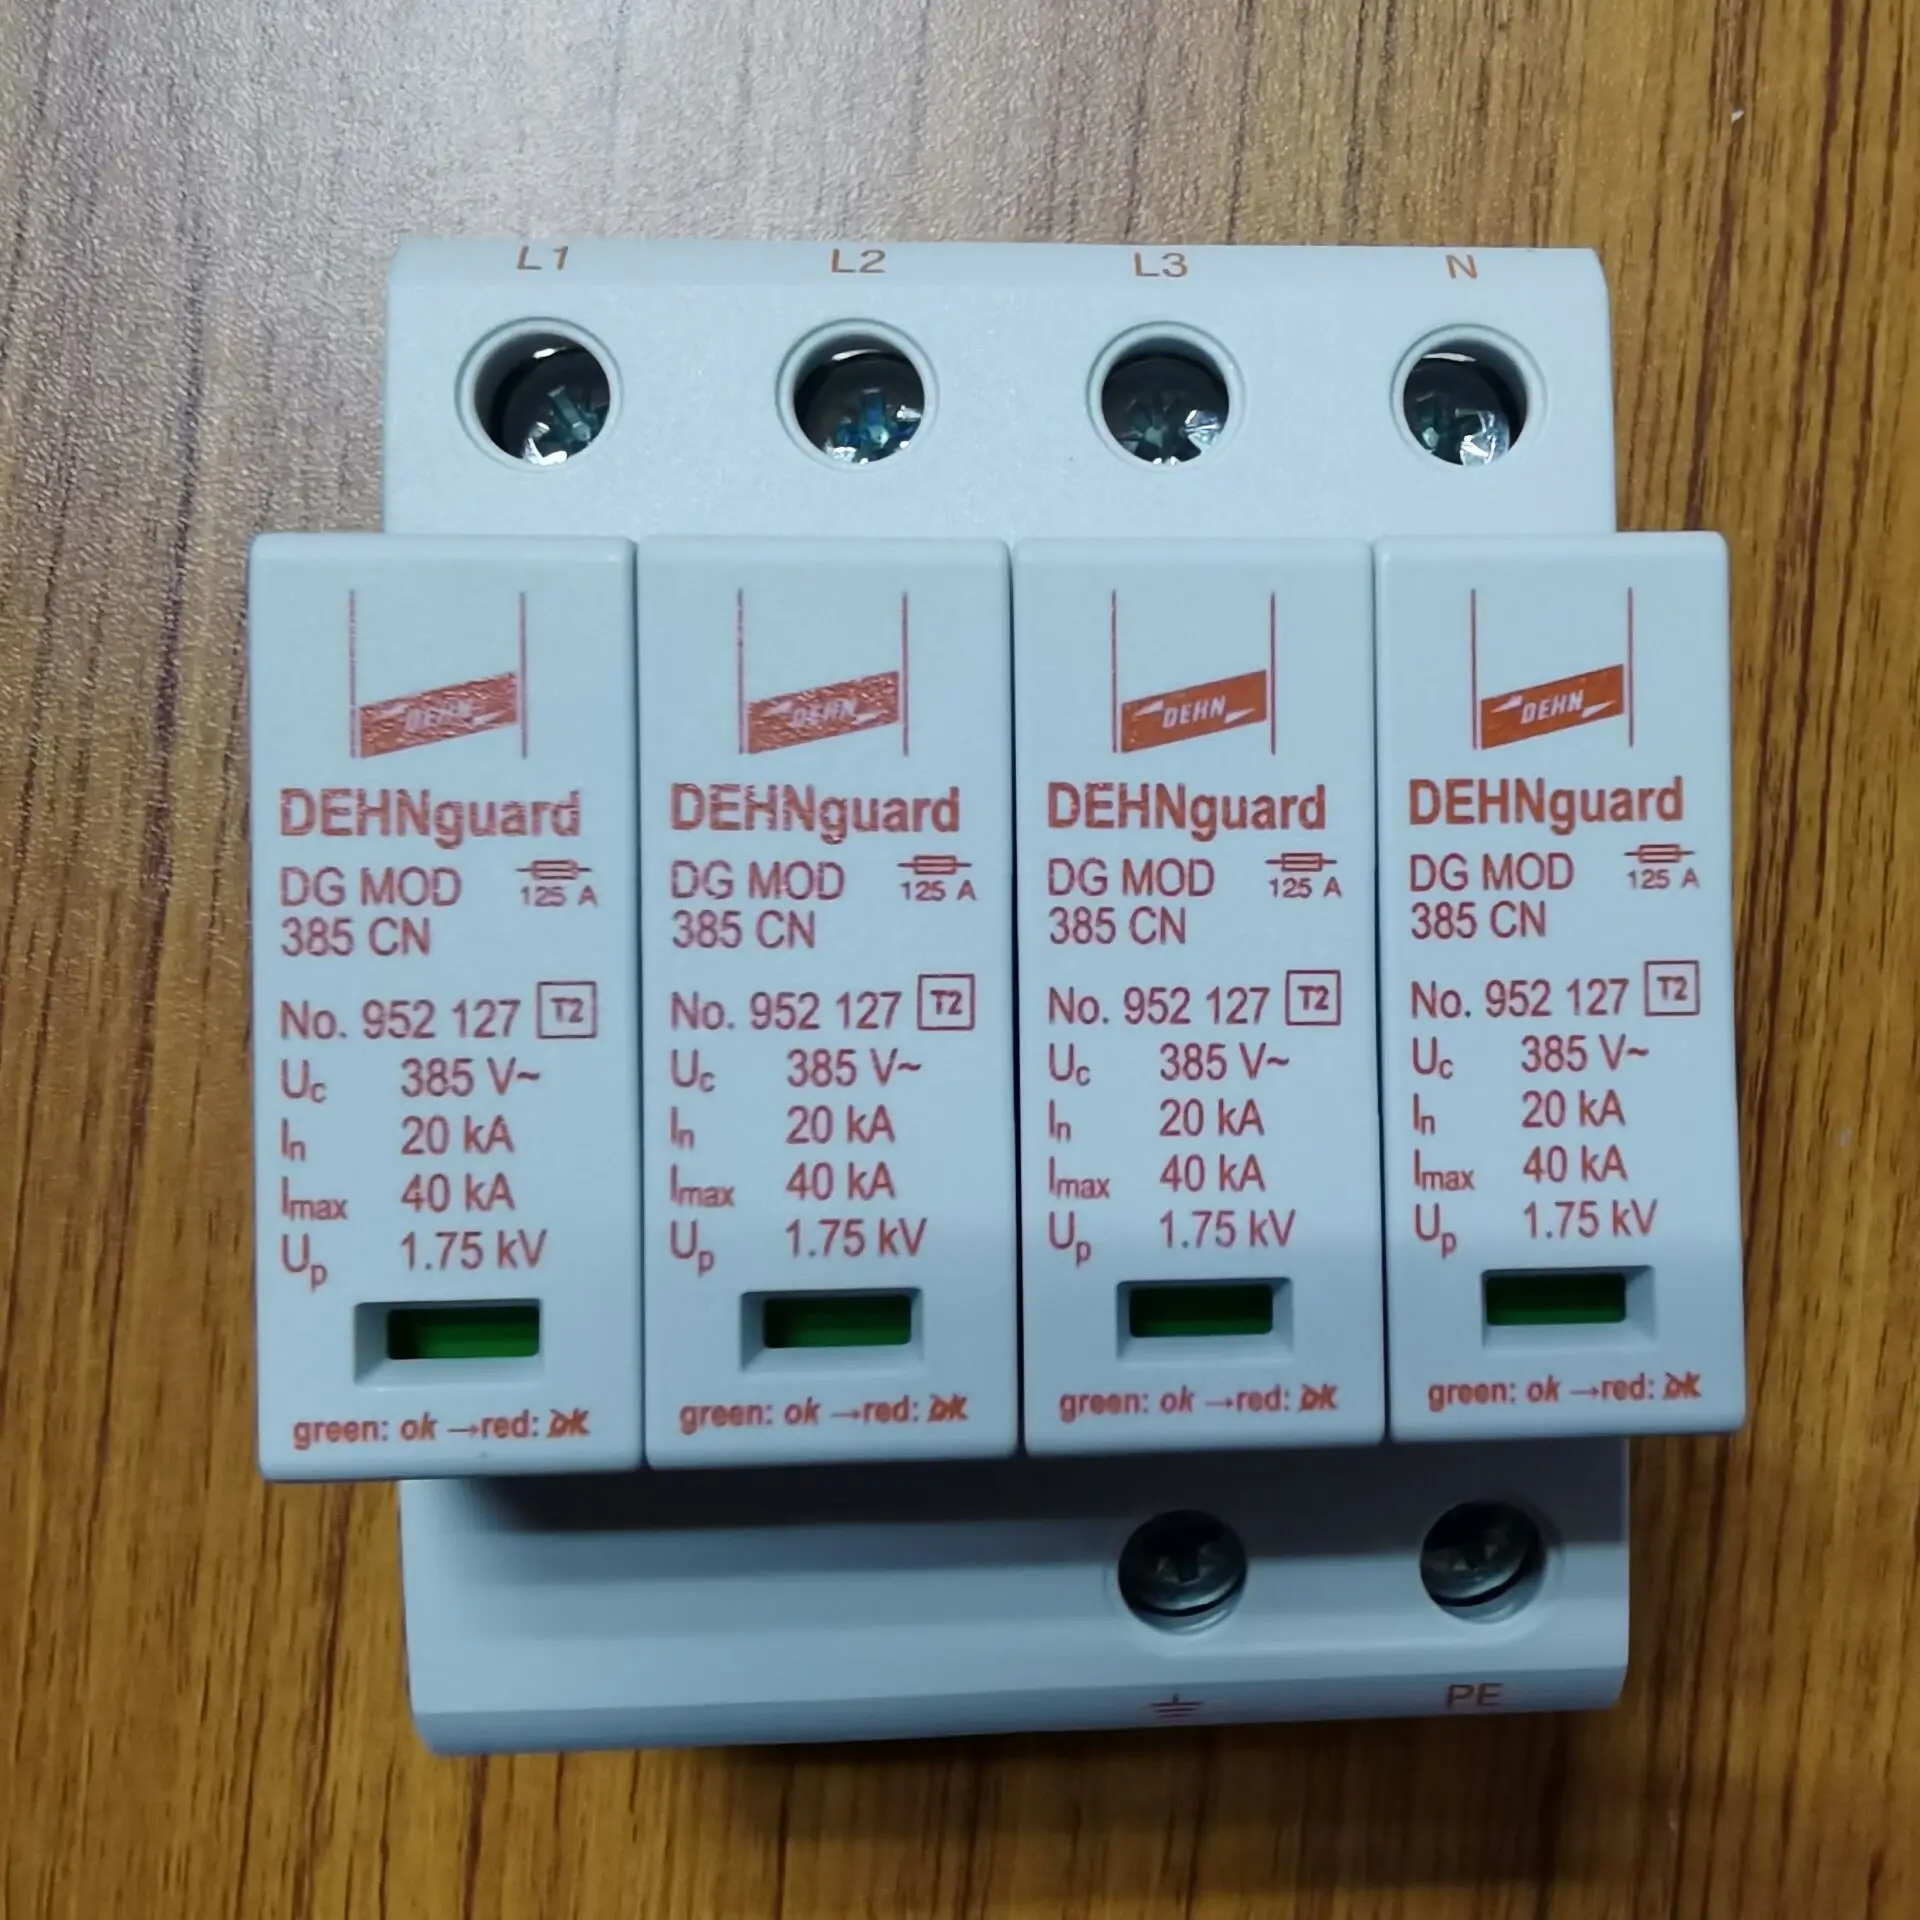 L1 L2 L3 N
DEHN
DEHNguard
DG MOD 125 A
385 CN
No. 952 127 T2
Uc 385 V~
In 20 kA
Imax 40 kA
Up 1.75 kV
green: ok →red: ok
DEHN
DEHNguard
DG MOD 125 A
385 CN
No. 952 127 T2
Uc 385 V~
In 20 kA
Imax 40 kA
Up 1.75 kV
green: ok →red: ok
DEHN
DEHNguard
DG MOD 125 A
385 CN
No. 952 127 T2
Uc 385 V~
In 20 kA
Imax 40 kA
Up 1.75 kV
green: ok →red: ok
DEHN
DEHNguard
DG MOD 125 A
385 CN
No. 952 127 T2
Uc 385 V~
In 20 kA
Imax 40 kA
Up 1.75 kV
green: ok →red: ok
PE